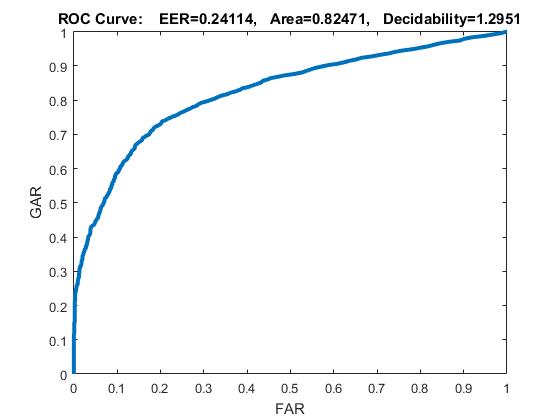 ROC Curve: EER=0.24114, Area=0.82471, Decidability=1.2951
1
0.9
0.8
0.7
0.6
0.5
0.4
0.3
0.2
0.1
0
GAR
0 0.1 0.2 0.3 0.4 0.5 0.6 0.7 0.8 0.9 1
FAR